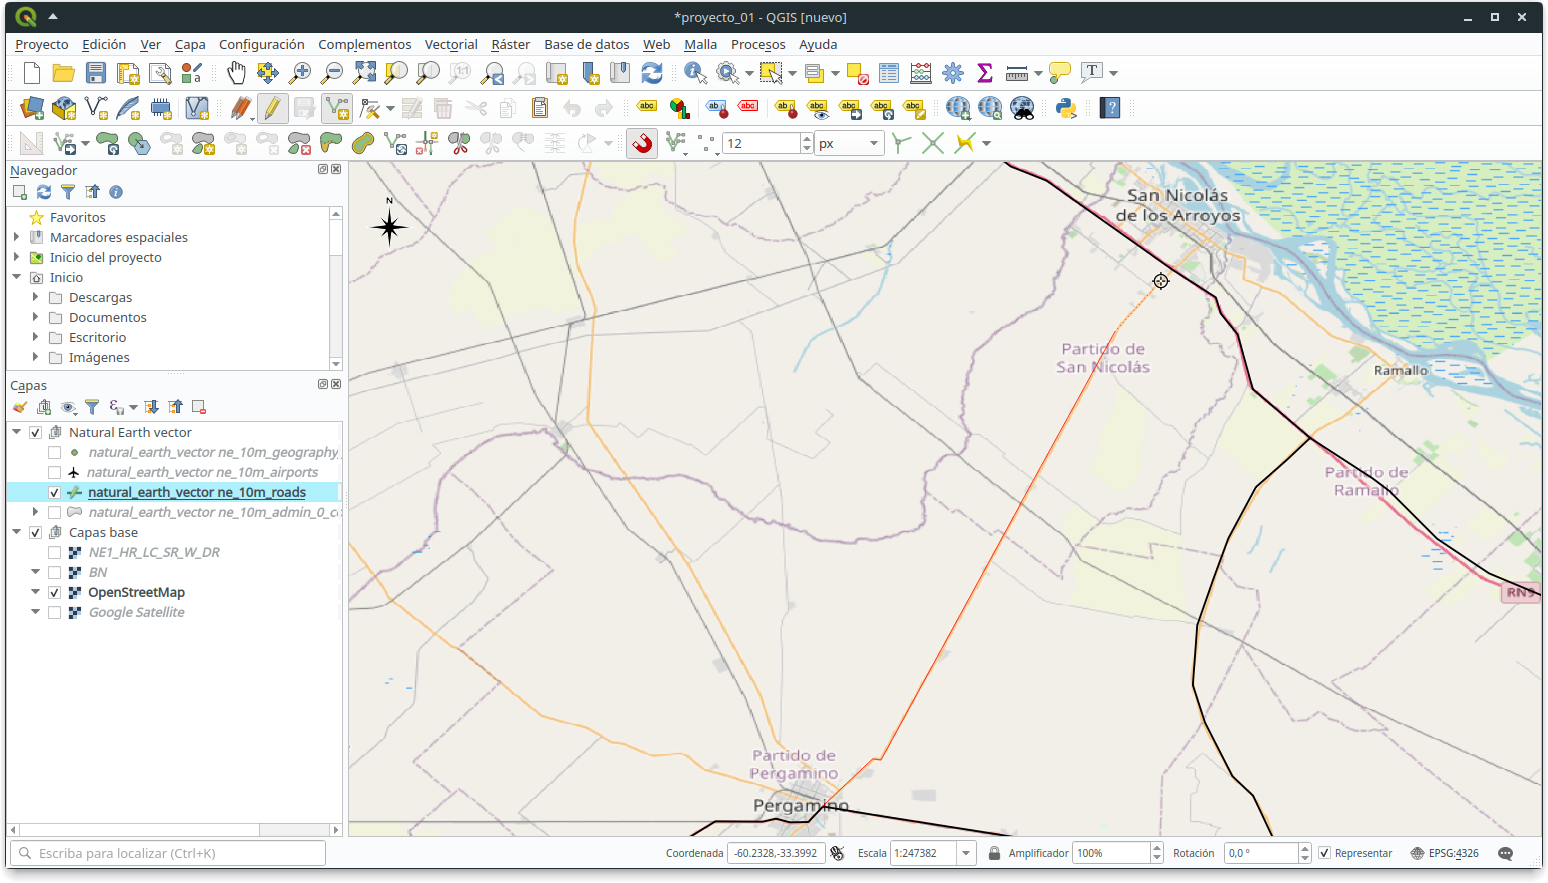 *proyecto_01 - QGIS [nuevo]
Proyecto Edición Ver Capa Configuración Complementos Vectorial Ráster Base de datos Web Malla Procesos Ayuda
12 px
Navegador
Favoritos
Marcadores espaciales
Inicio del proyecto
Inicio
Descargas
Documentos
Escritorio
Imágenes
Capas
Natural Earth vector
natural_earth_vector ne_10m_geography_
natural_earth_vector ne_10m_airports
natural_earth_vector ne_10m_roads
natural_earth_vector ne_10m_admin_0_c
Capas base
NE1_HR_LC_SR_W_DR
BN
OpenStreetMap
Google Satellite
N
San Nicolás
de los Arroyos
Partido de
San Nicolás
Ramallo
Partido de
Ramallo
RN9
Partido de
Pergamino
Pergamino
Escriba para localizar (Ctrl+K)
Coordenada -60.2328,-33.3992 Escala 1:247382 Amplificador 100% Rotación 0,0 ° Representar EPSG:4326